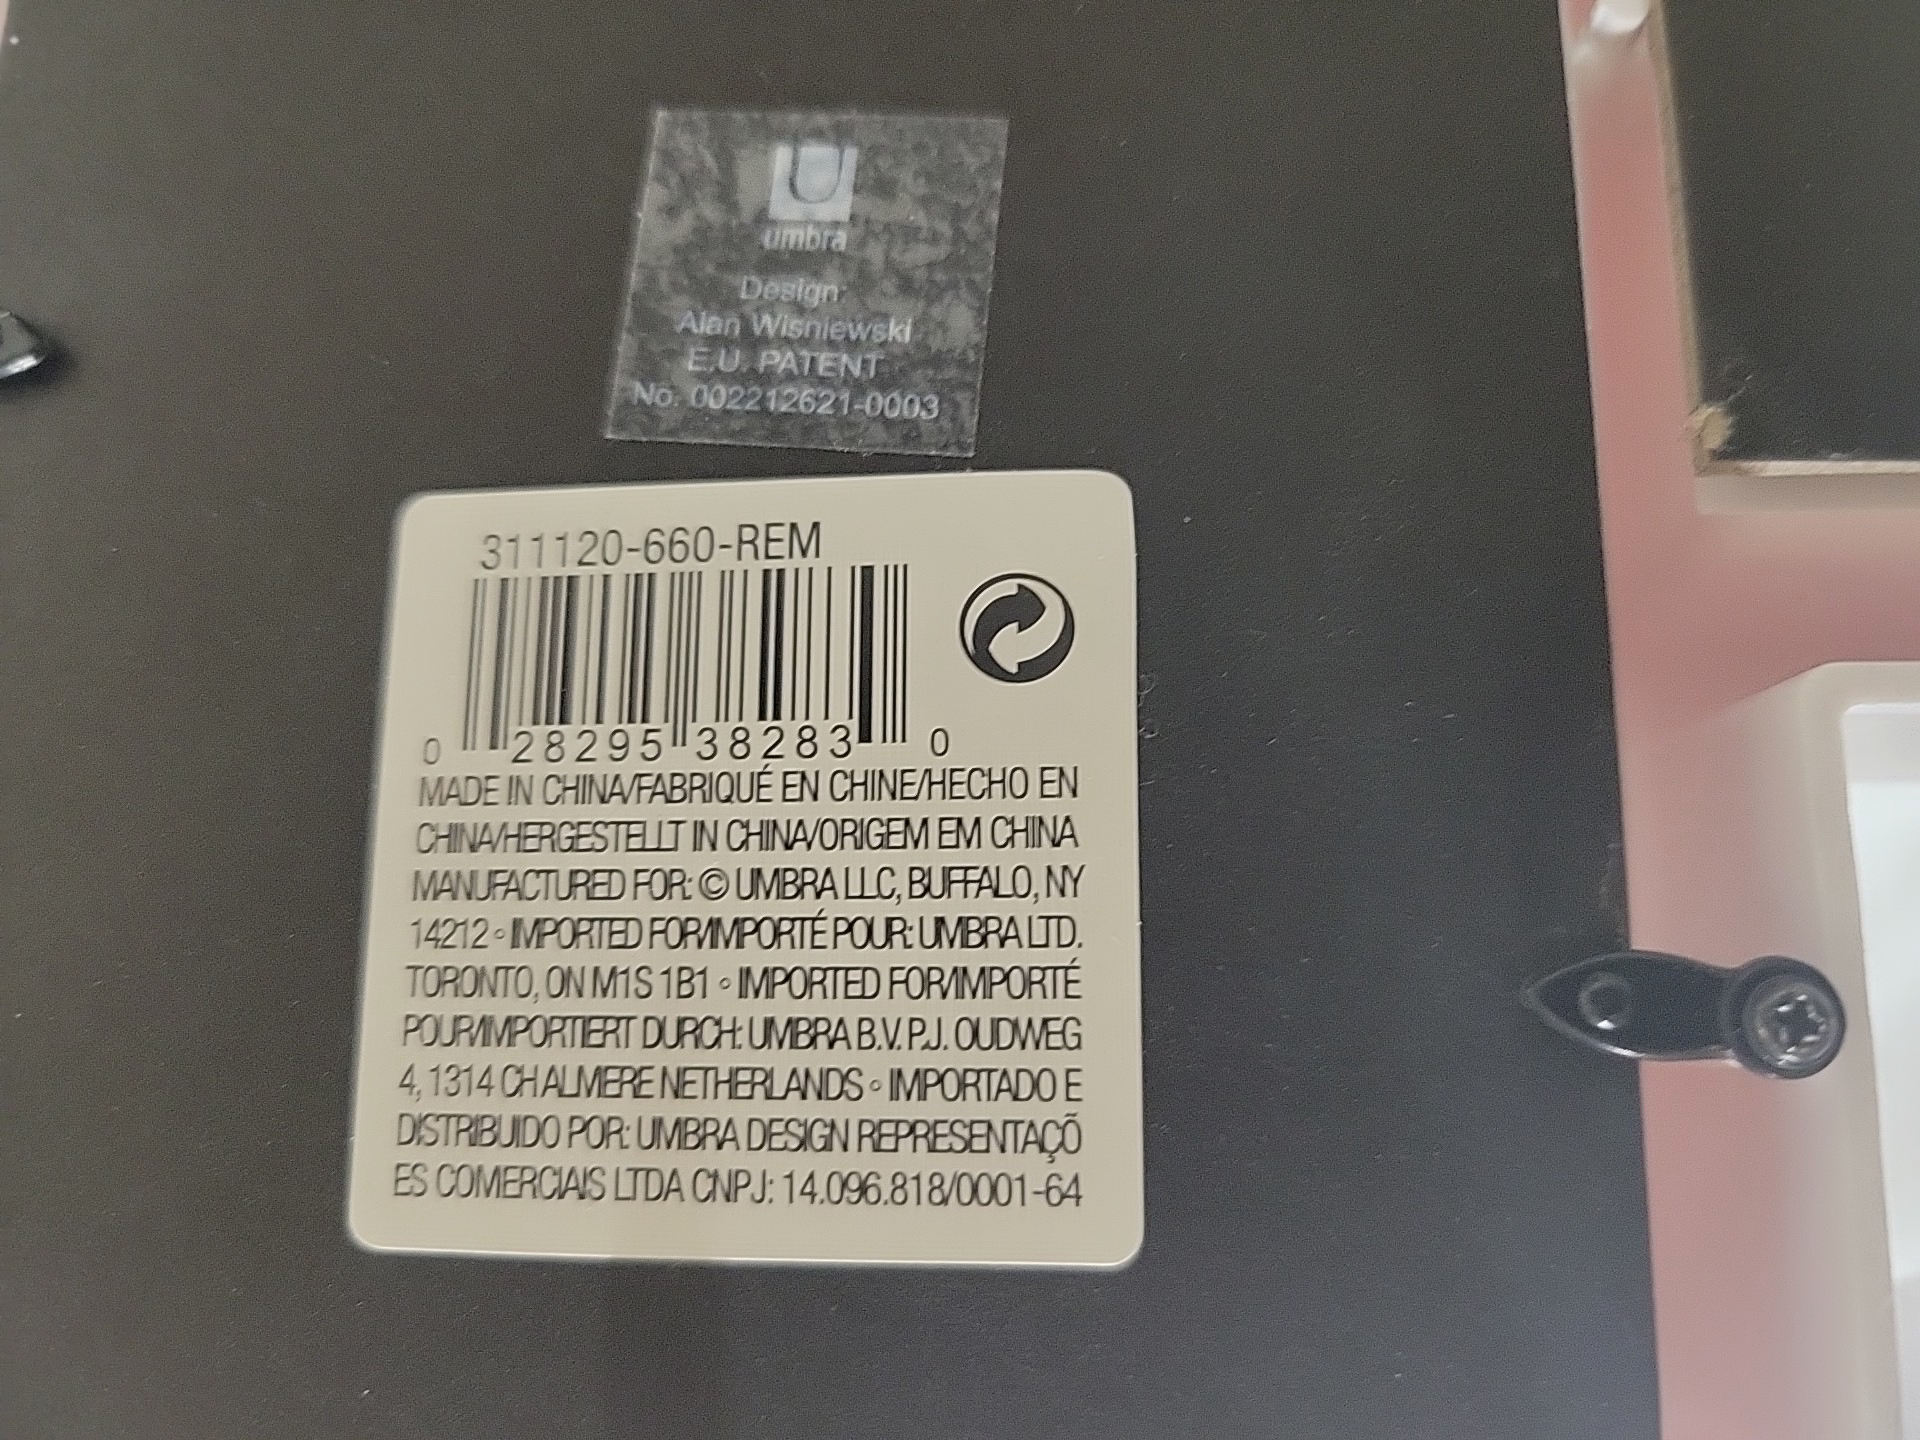 umbra
Design:
Alan Wisniewski
E.U. PATENT
No. 002212621-0003
311120-660-REM
0 28295 38283 0
MADE IN CHINA/FABRIQUÉ EN CHINE/HECHO EN
CHINA/HERGESTELLT IN CHINA/ORIGEM EM CHINA
MANUFACTURED FOR: © UMBRA LLC, BUFFALO, NY
14212 ◦ IMPORTED FOR/IMPORTÉ POUR: UMBRA LTD.
TORONTO, ON M1S 1B1 ◦ IMPORTED FOR/IMPORTÉ
POUR/IMPORTIERT DURCH: UMBRA B.V. P.J. OUDWEG
4, 1314 CH ALMERE NETHERLANDS ◦ IMPORTADO E
DISTRIBUIDO POR: UMBRA DESIGN REPRESENTAÇÕ
ES COMERCIAIS LTDA CNPJ: 14.096.818/0001-64